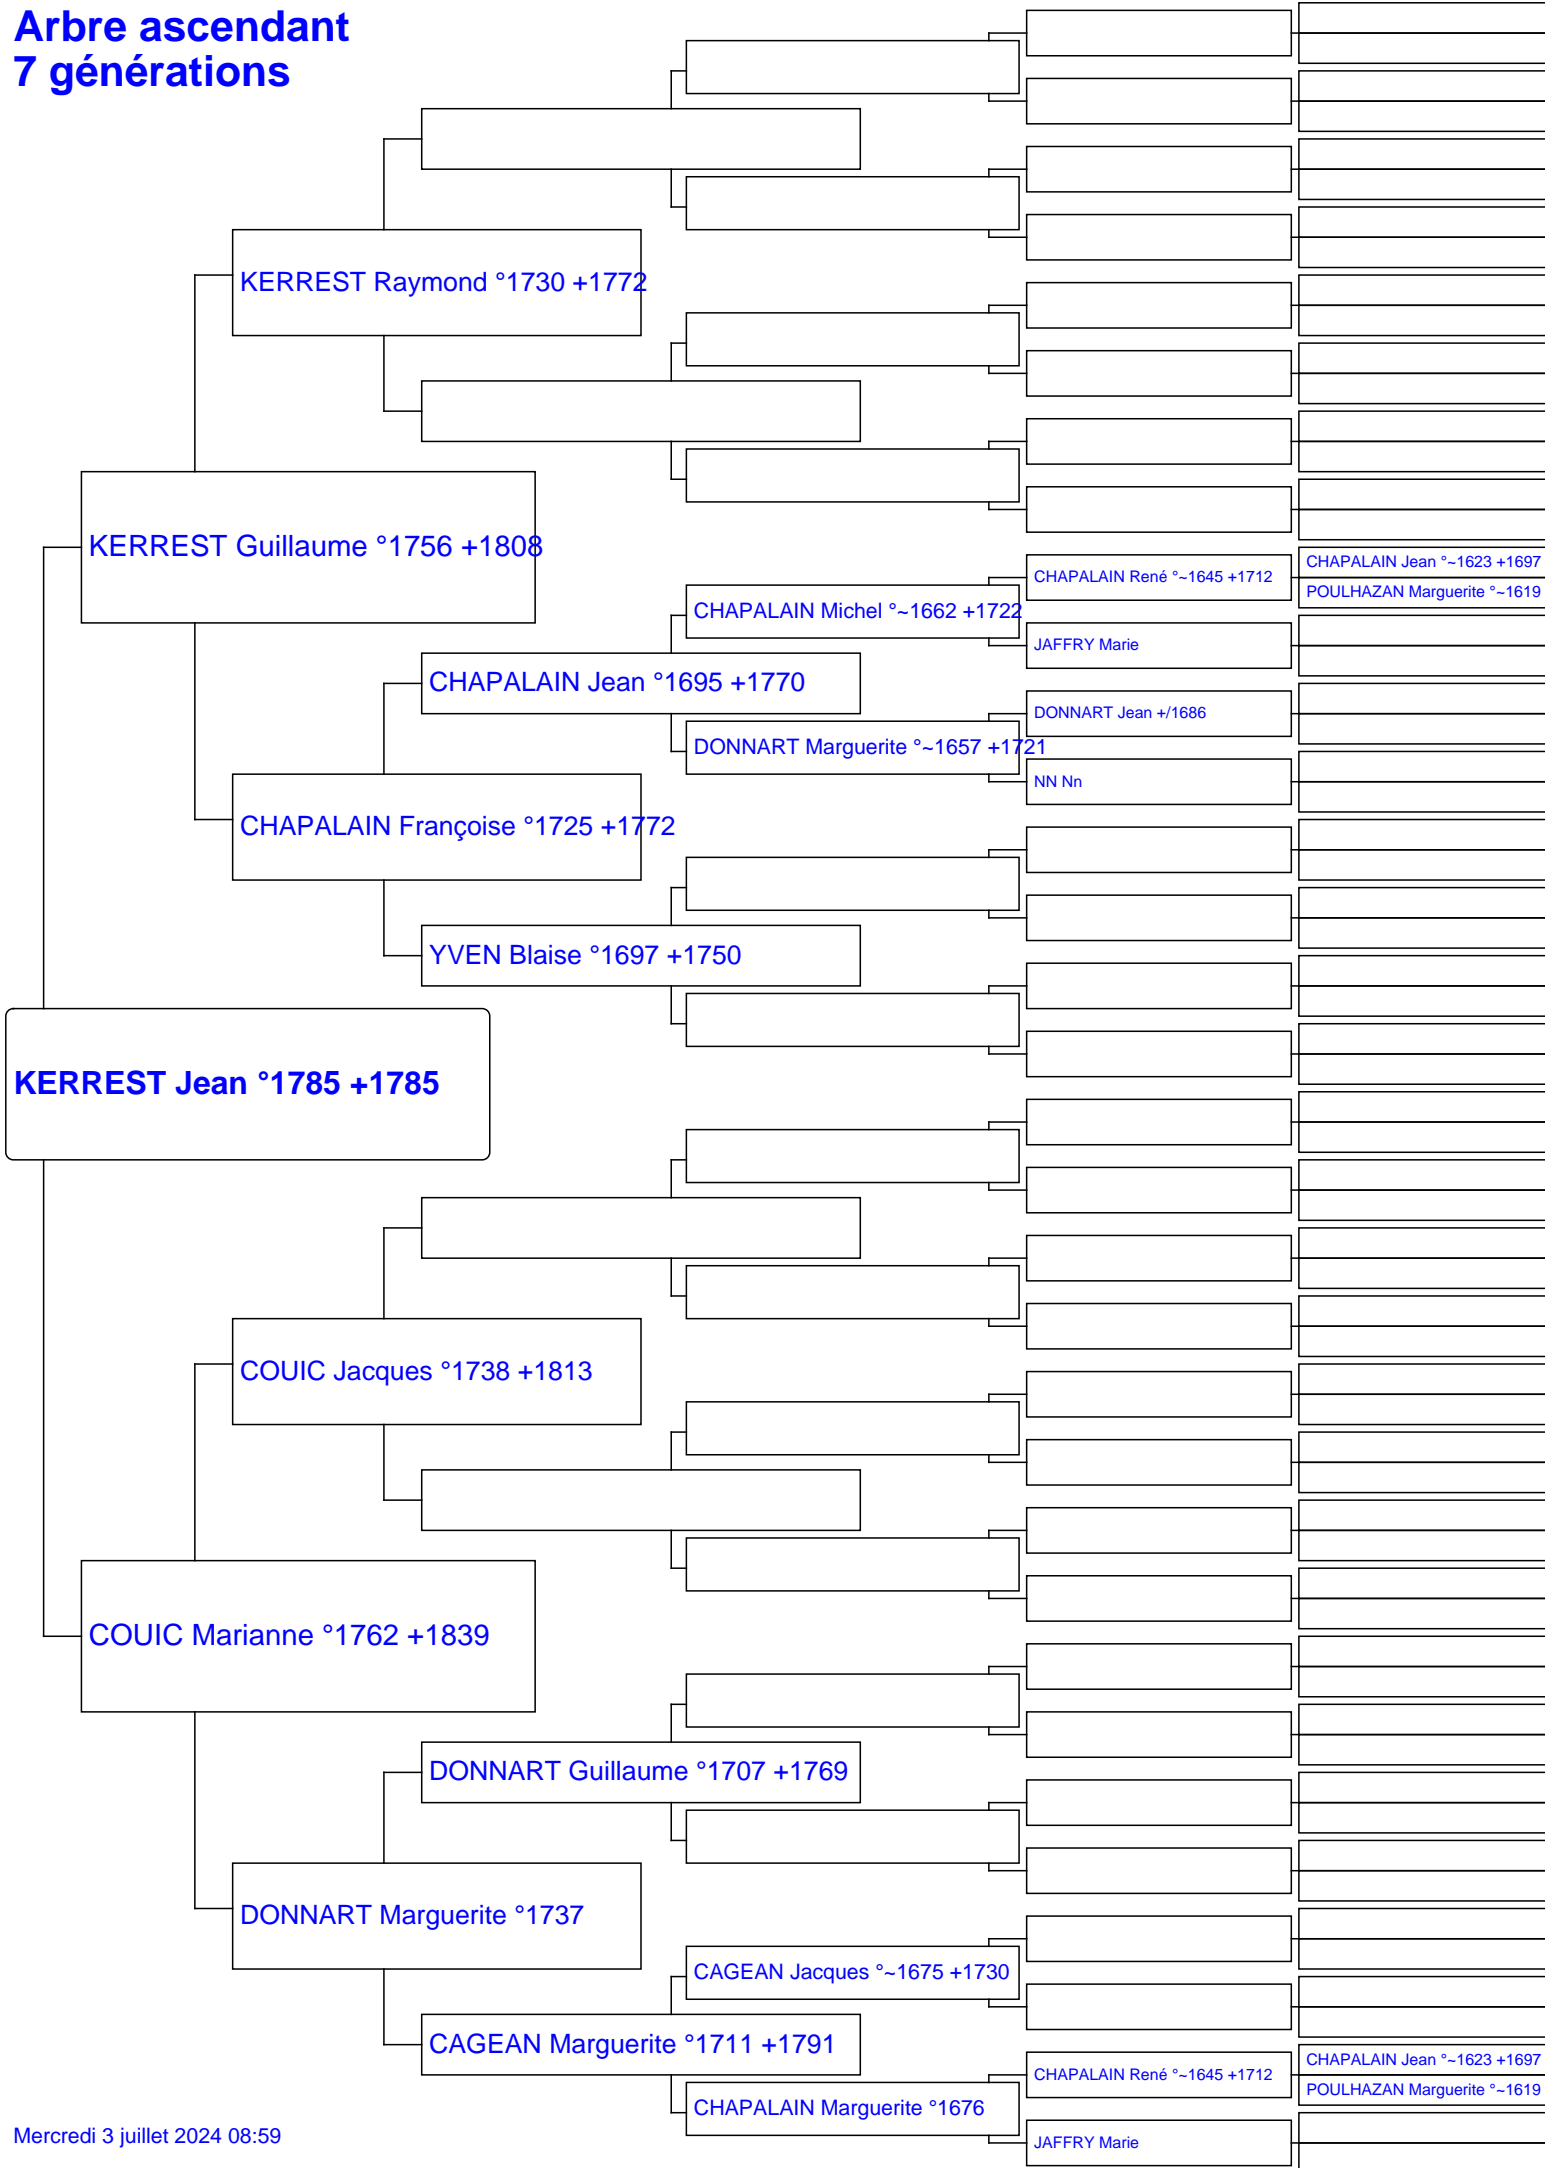 Arbre ascendant
7 générations
KERREST Raymond °1730 +1772
KERREST Guillaume °1756 +1808
CHAPALAIN René °~1645 +1712
CHAPALAIN Jean °~1623 +1697
POULHAZAN Marguerite °~1619
CHAPALAIN Michel °~1662 +1722
JAFFRY Marie
CHAPALAIN Jean °1695 +1770
DONNART Jean +/1686
DONNART Marguerite °~1657 +1721
NN Nn
CHAPALAIN Françoise °1725 +1772
YVEN Blaise °1697 +1750
KERREST Jean °1785 +1785
COUIC Jacques °1738 +1813
COUIC Marianne °1762 +1839
DONNART Guillaume °1707 +1769
DONNART Marguerite °1737
CAGEAN Jacques °~1675 +1730
CAGEAN Marguerite °1711 +1791
CHAPALAIN René °~1645 +1712
CHAPALAIN Jean °~1623 +1697
POULHAZAN Marguerite °~1619
CHAPALAIN Marguerite °1676
JAFFRY Marie
Mercredi 3 juillet 2024 08:59